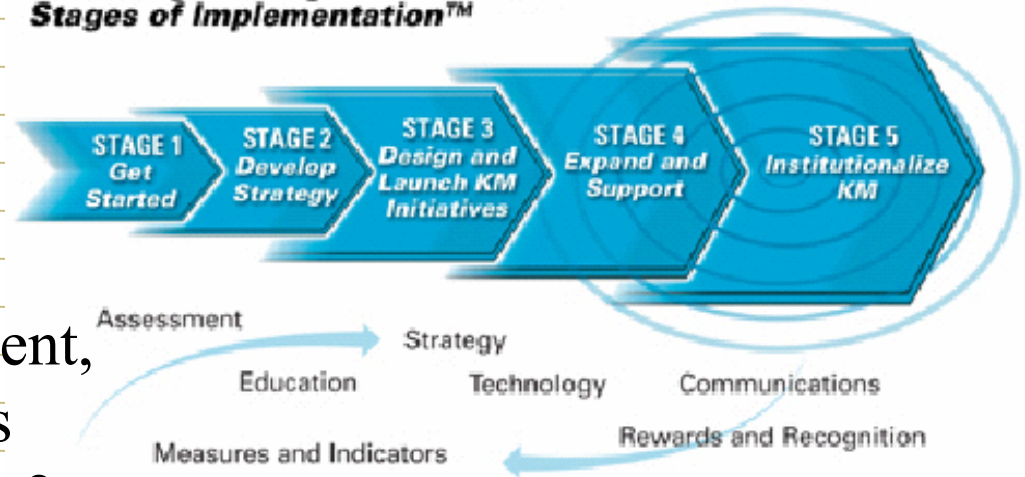 Stages of Implementation™
STAGE 1
Get
Started
STAGE 2
Develop
Strategy
STAGE 3
Design and
Launch KM
Initiatives
STAGE 4
Expand and
Support
STAGE 5
Institutionalize
KM
Assessment
ent,
Strategy
Education
Technology
Communications
s
Rewards and Recognition
Measures and Indicators